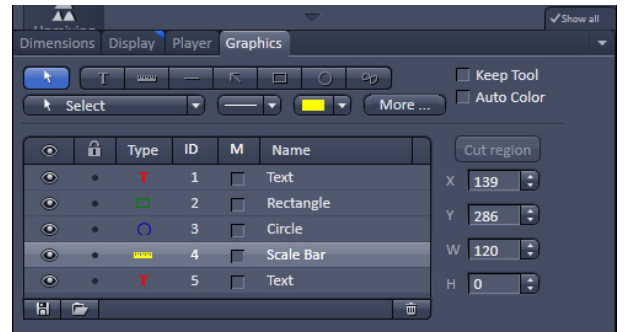 Unmixing
Show all
Dimensions Display Player Graphics
T
Keep Tool
Select More ... Auto Color
Type ID M Name Cut region
T 1 Text X 139
2 Rectangle Y 286
3 Circle
4 Scale Bar W 120
T 5 Text H 0